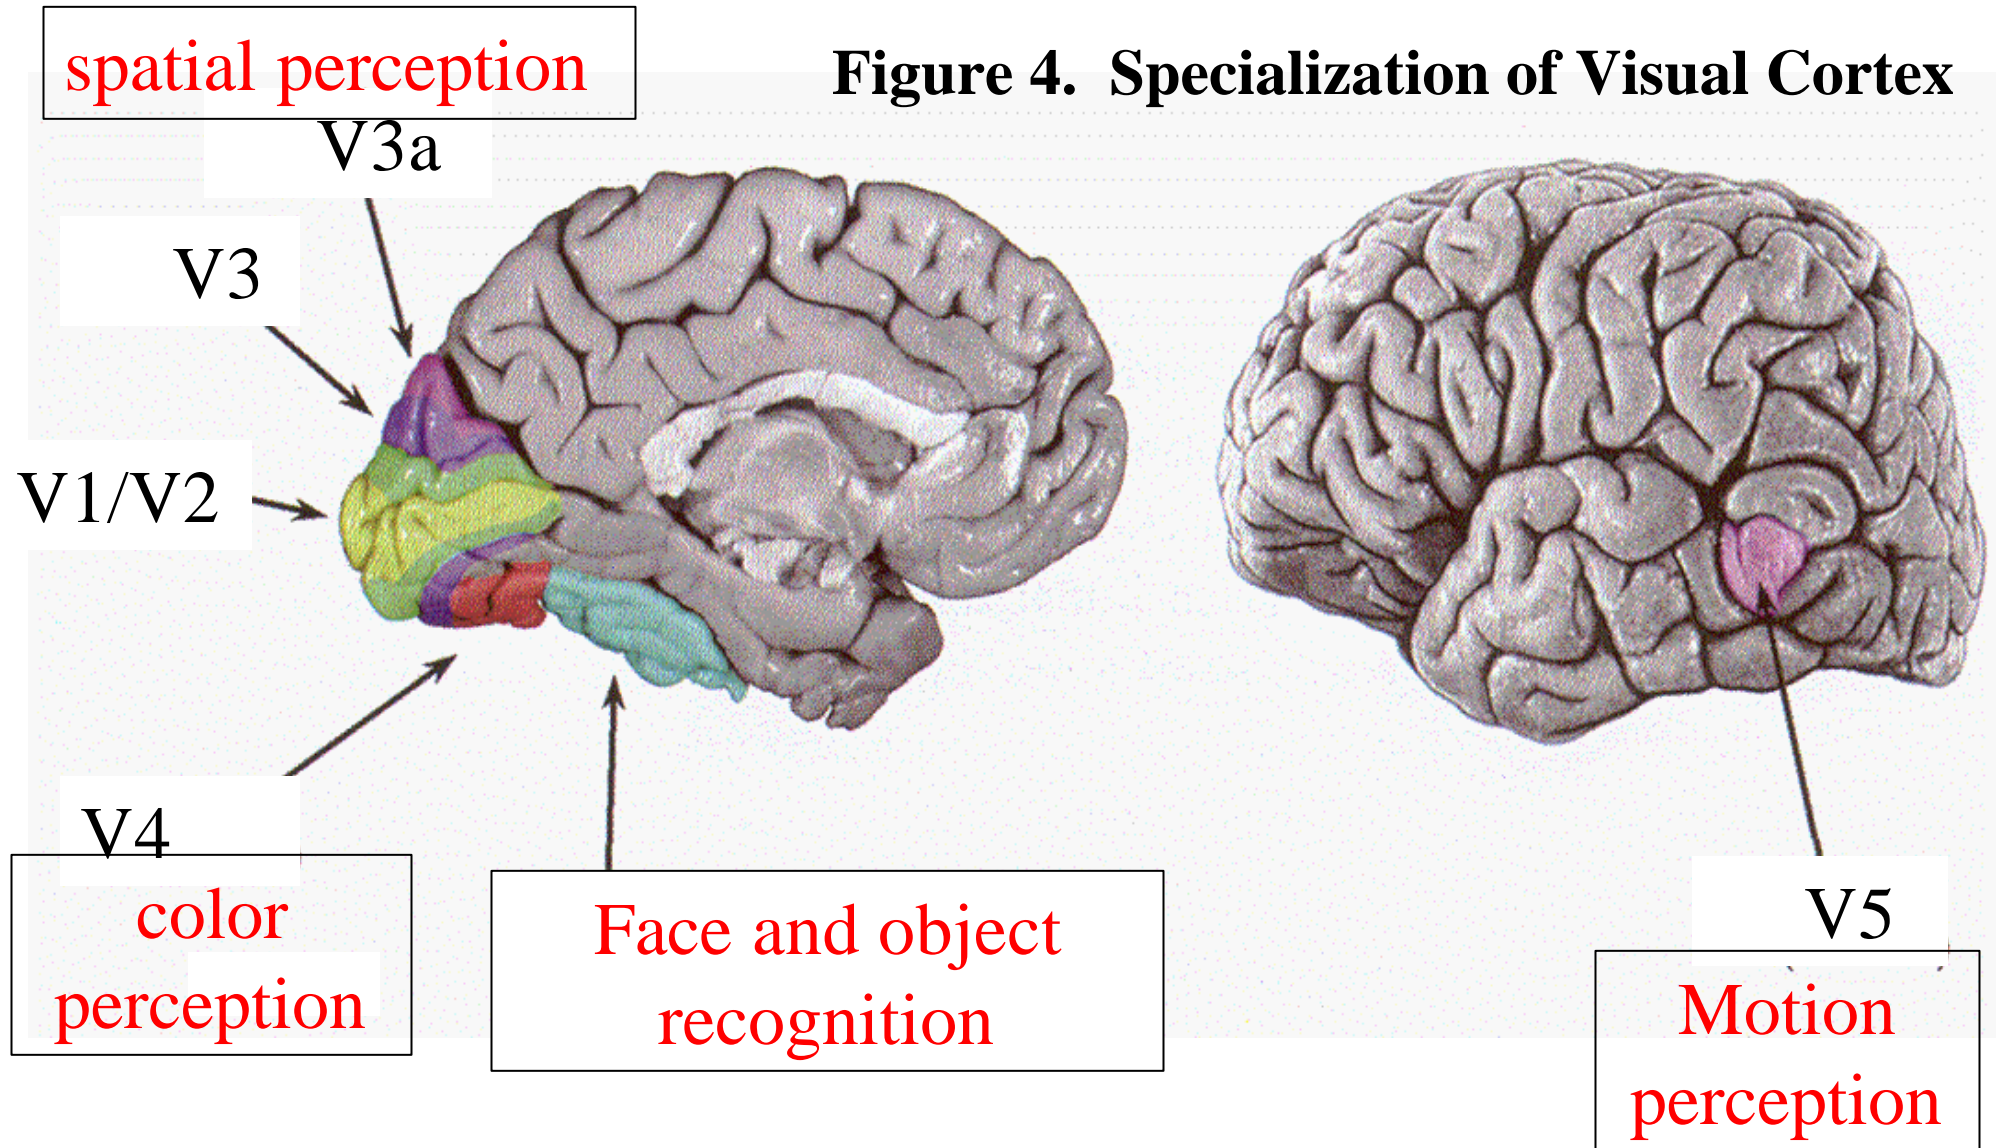 spatial perception
Figure 4. Specialization of Visual Cortex
V3a
V3
V1/V2
V4
color
perception
Face and object
recognition
V5
Motion
perception